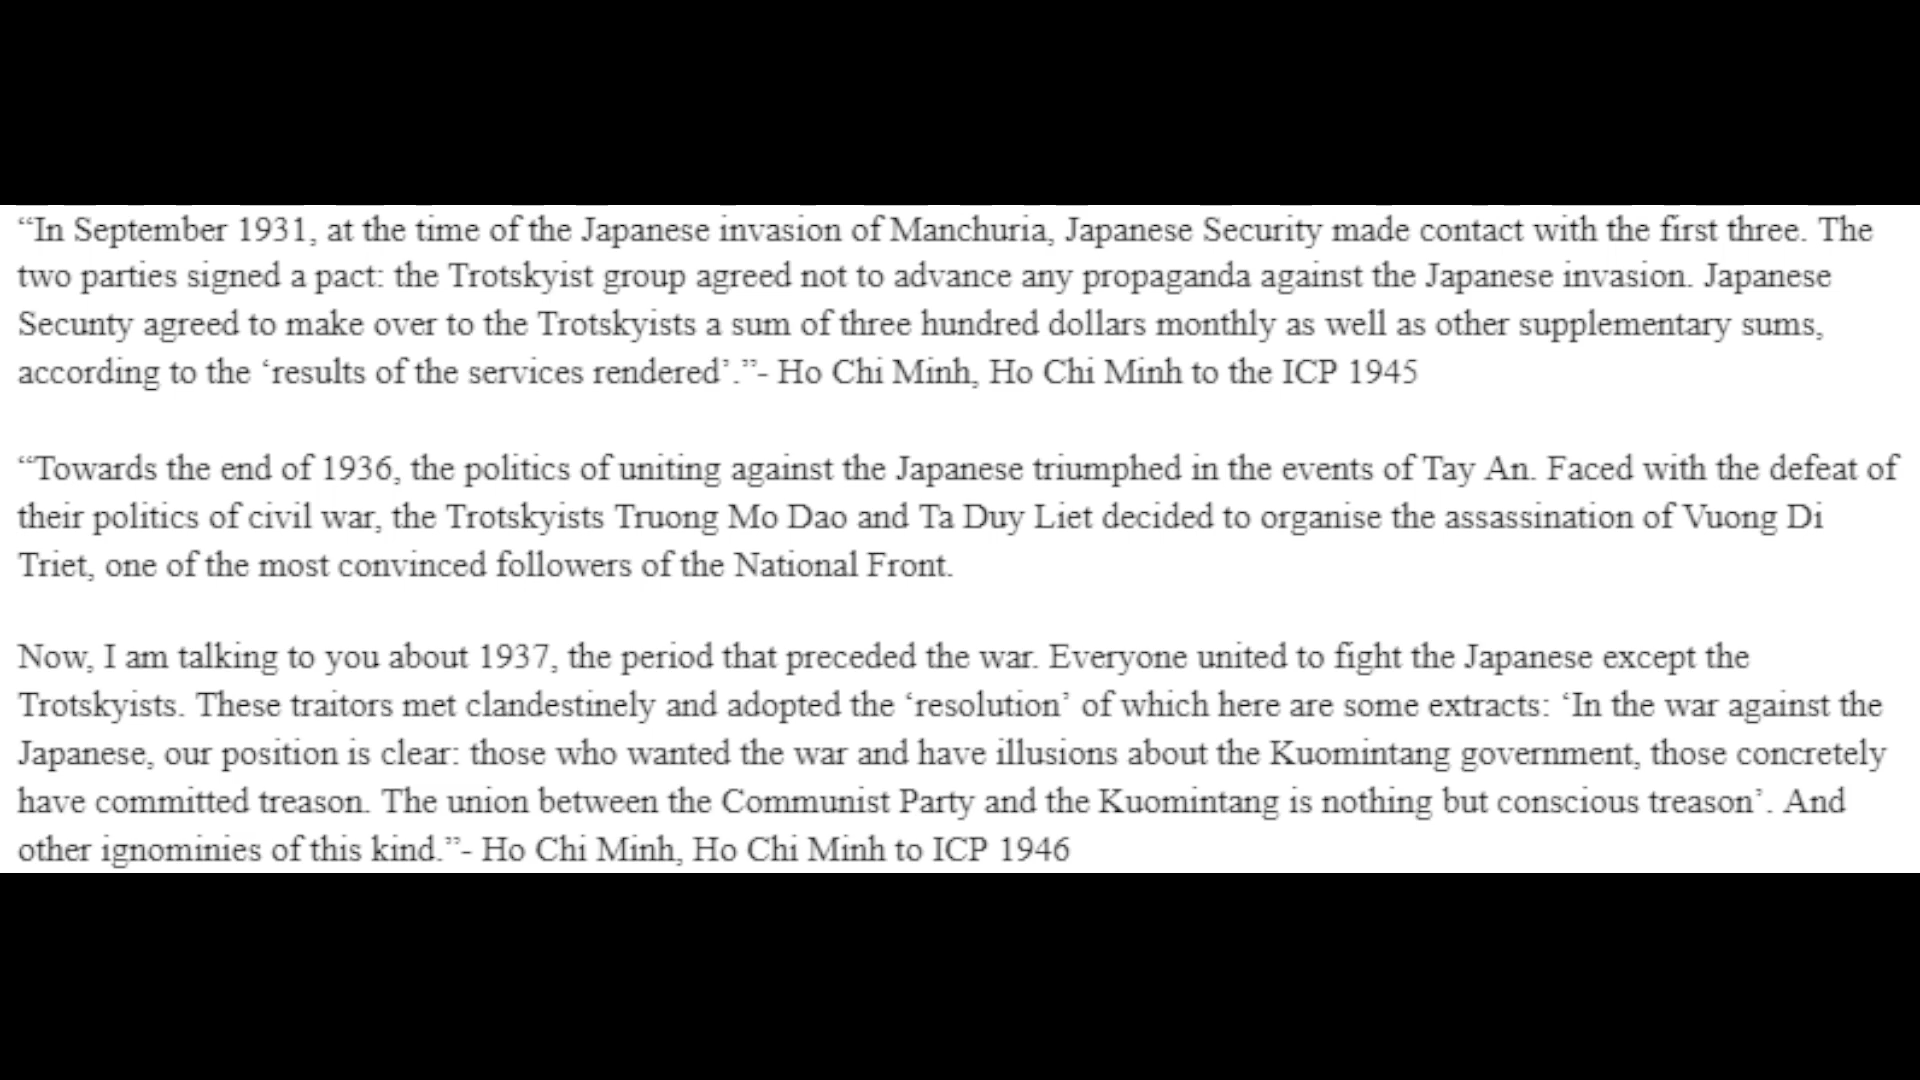 “In September 1931, at the time of the Japanese invasion of Manchuria, Japanese Security made contact with the first three. The
two parties signed a pact: the Trotskyist group agreed not to advance any propaganda against the Japanese invasion. Japanese
Secunty agreed to make over to the Trotskyists a sum of three hundred dollars monthly as well as other supplementary sums,
according to the ‘results of the services rendered’.”- Ho Chi Minh, Ho Chi Minh to the ICP 1945
“Towards the end of 1936, the politics of uniting against the Japanese triumphed in the events of Tay An. Faced with the defeat of
their politics of civil war, the Trotskyists Truong Mo Dao and Ta Duy Liet decided to organise the assassination of Vuong Di
Triet, one of the most convinced followers of the National Front.
Now, I am talking to you about 1937, the period that preceded the war. Everyone united to fight the Japanese except the
Trotskyists. These traitors met clandestinely and adopted the ‘resolution’ of which here are some extracts: ‘In the war against the
Japanese, our position is clear: those who wanted the war and have illusions about the Kuomintang government, those concretely
have committed treason. The union between the Communist Party and the Kuomintang is nothing but conscious treason’. And
other ignominies of this kind.”- Ho Chi Minh, Ho Chi Minh to ICP 1946